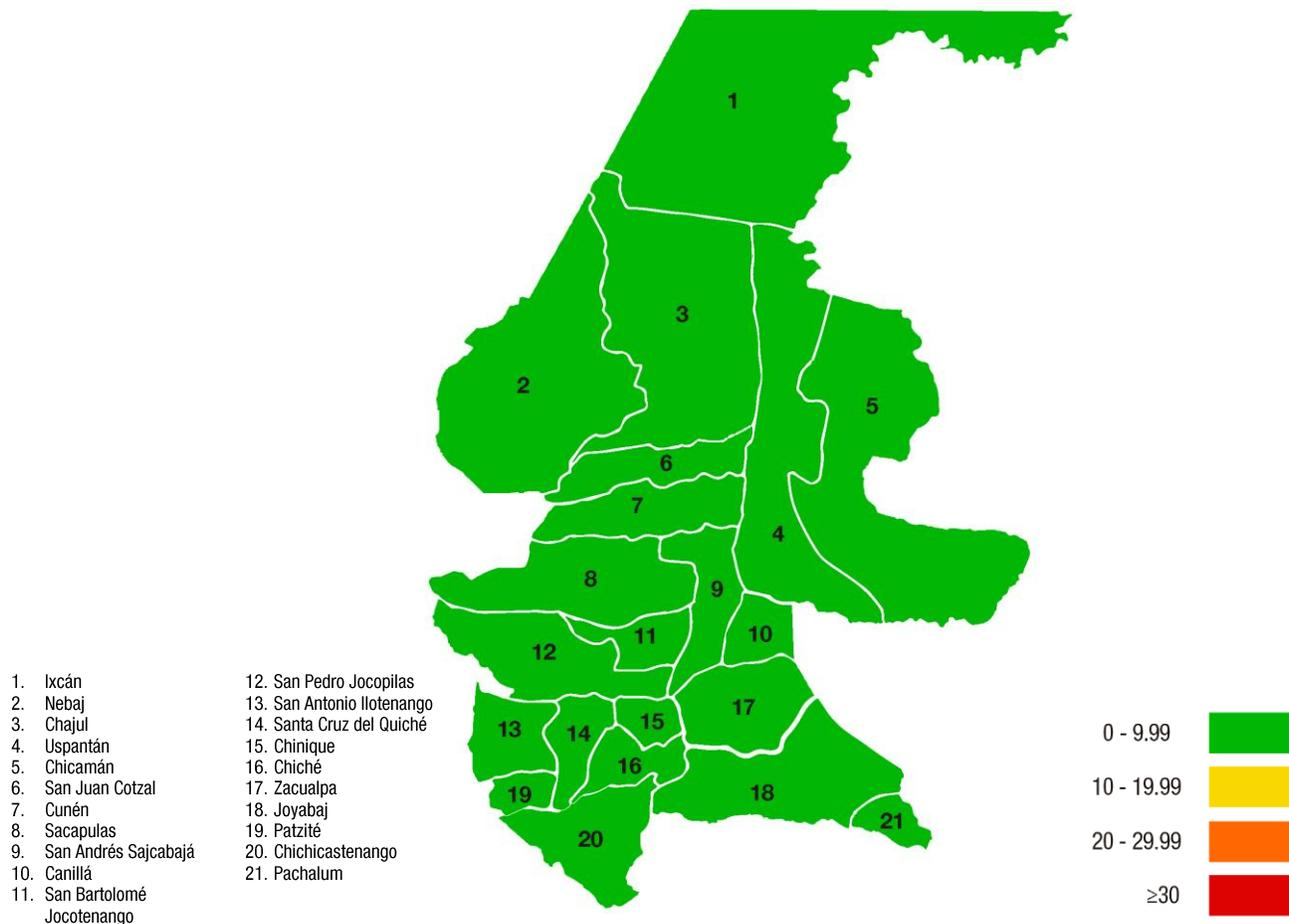 1
3
2
5
6
7
4
8
9
10
11
12
17
15
13
14
16
18
19
21
20
1. Ixcán
2. Nebaj
3. Chajul
4. Uspantán
5. Chicamán
6. San Juan Cotzal
7. Cunén
8. Sacapulas
9. San Andrés Sajcabajá
10. Canillá
11. San Bartolomé
Jocotenango
12. San Pedro Jocopilas
13. San Antonio Ilotenango
14. Santa Cruz del Quiché
15. Chinique
16. Chiché
17. Zacualpa
18. Joyabaj
19. Patzité
20. Chichicastenango
21. Pachalum
0 - 9.99
10 - 19.99
20 - 29.99
≥30